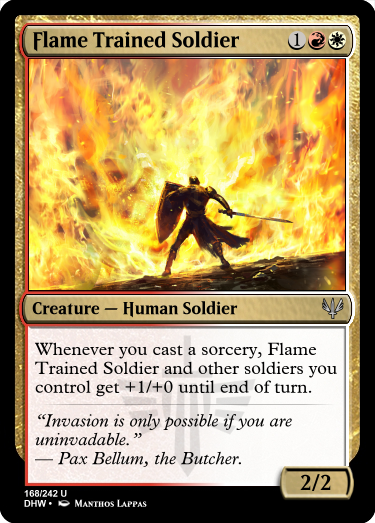 Flame Trained Soldier 1
Creature — Human Soldier
Whenever you cast a sorcery, Flame
Trained Soldier and other soldiers you
control get +1/+0 until end of turn.
“Invasion is only possible if you are
uninvadable.”
— Pax Bellum, the Butcher.
2/2
168/242 U
DHW • Manthos Lappas